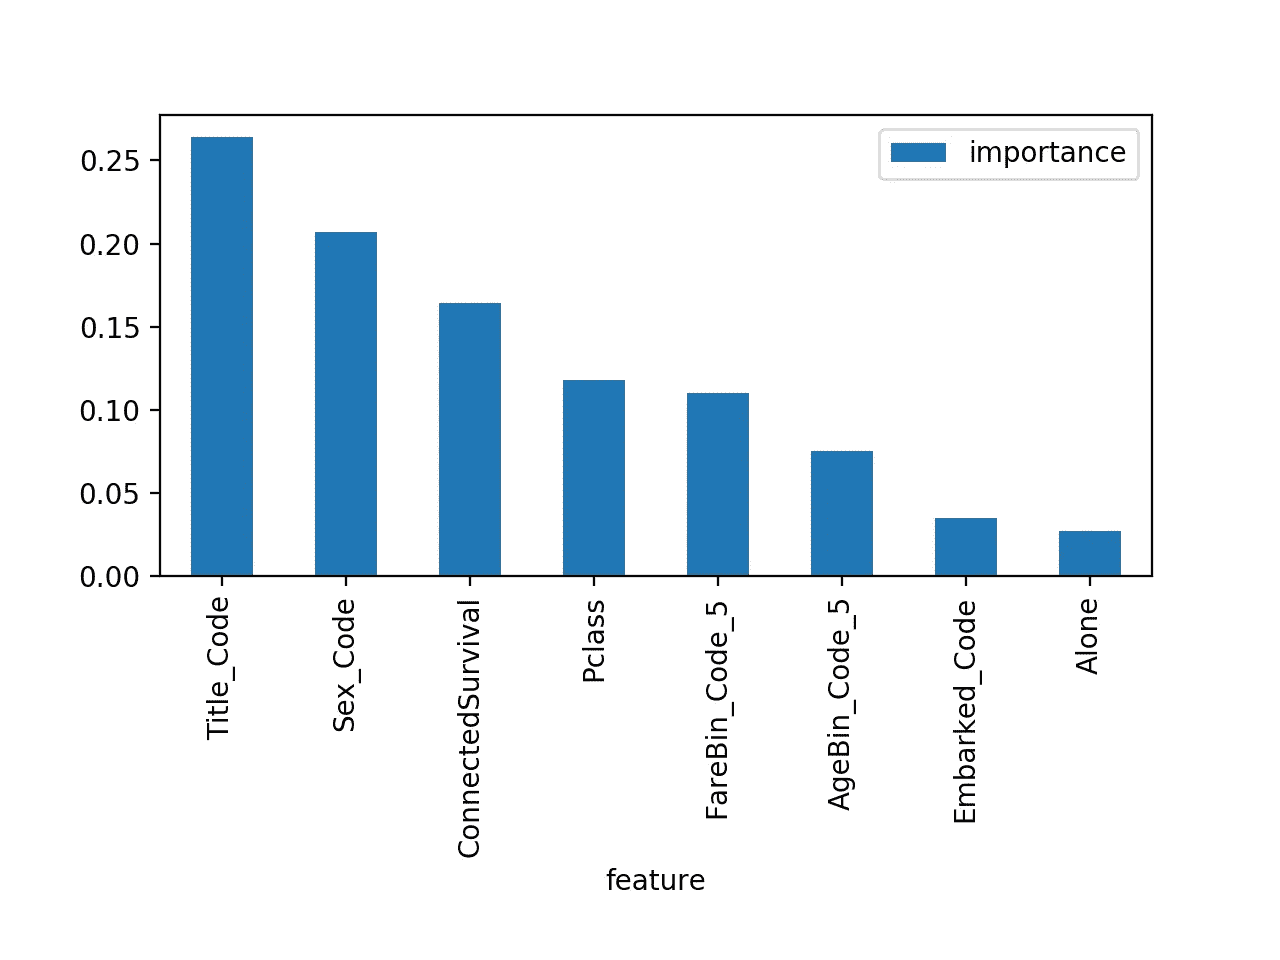 importance
0.25
0.20
0.15
0.10
0.05
0.00
Title_Code
Sex_Code
ConnectedSurvival
Pclass
FareBin_Code_5
AgeBin_Code_5
Embarked_Code
Alone
feature